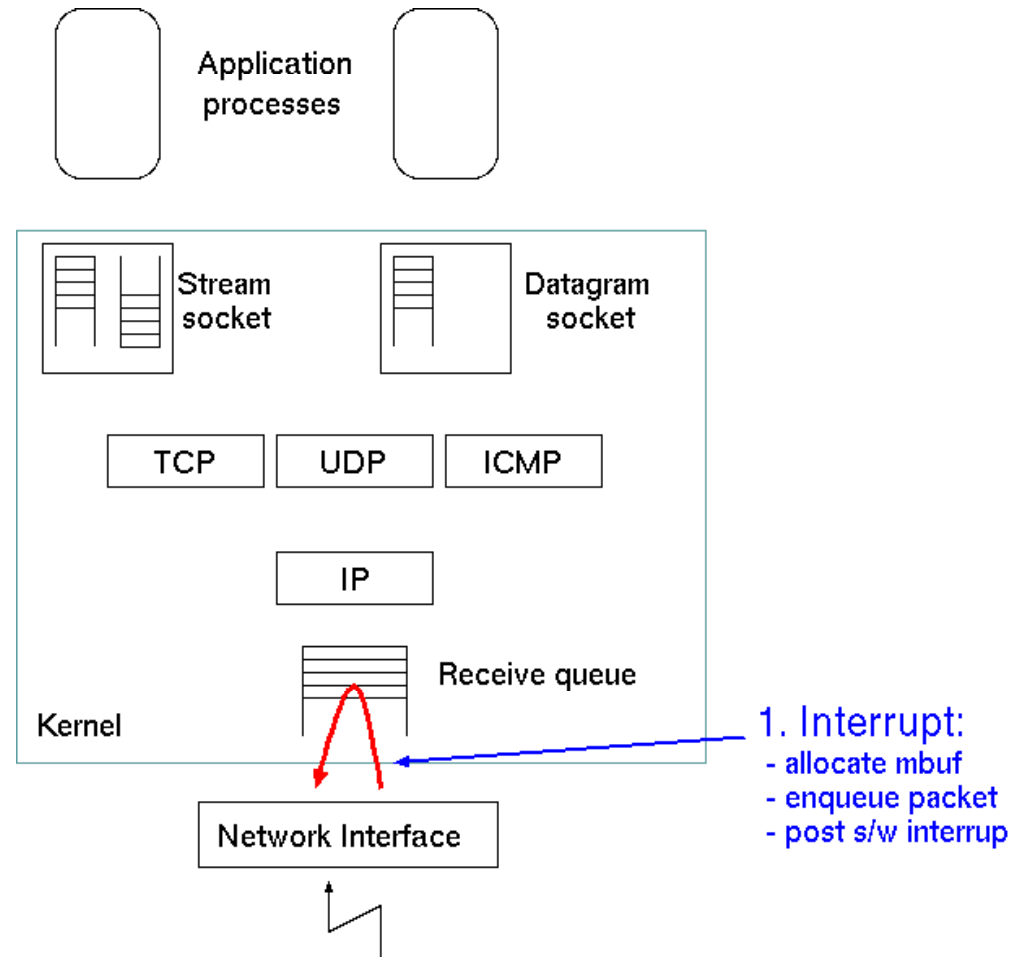 Application
processes
Stream
socket
Datagram
socket
TCP
UDP
ICMP
IP
Receive queue
Kernel
1. Interrupt:
- allocate mbuf
- enqueue packet
- post s/w interrup
Network Interface